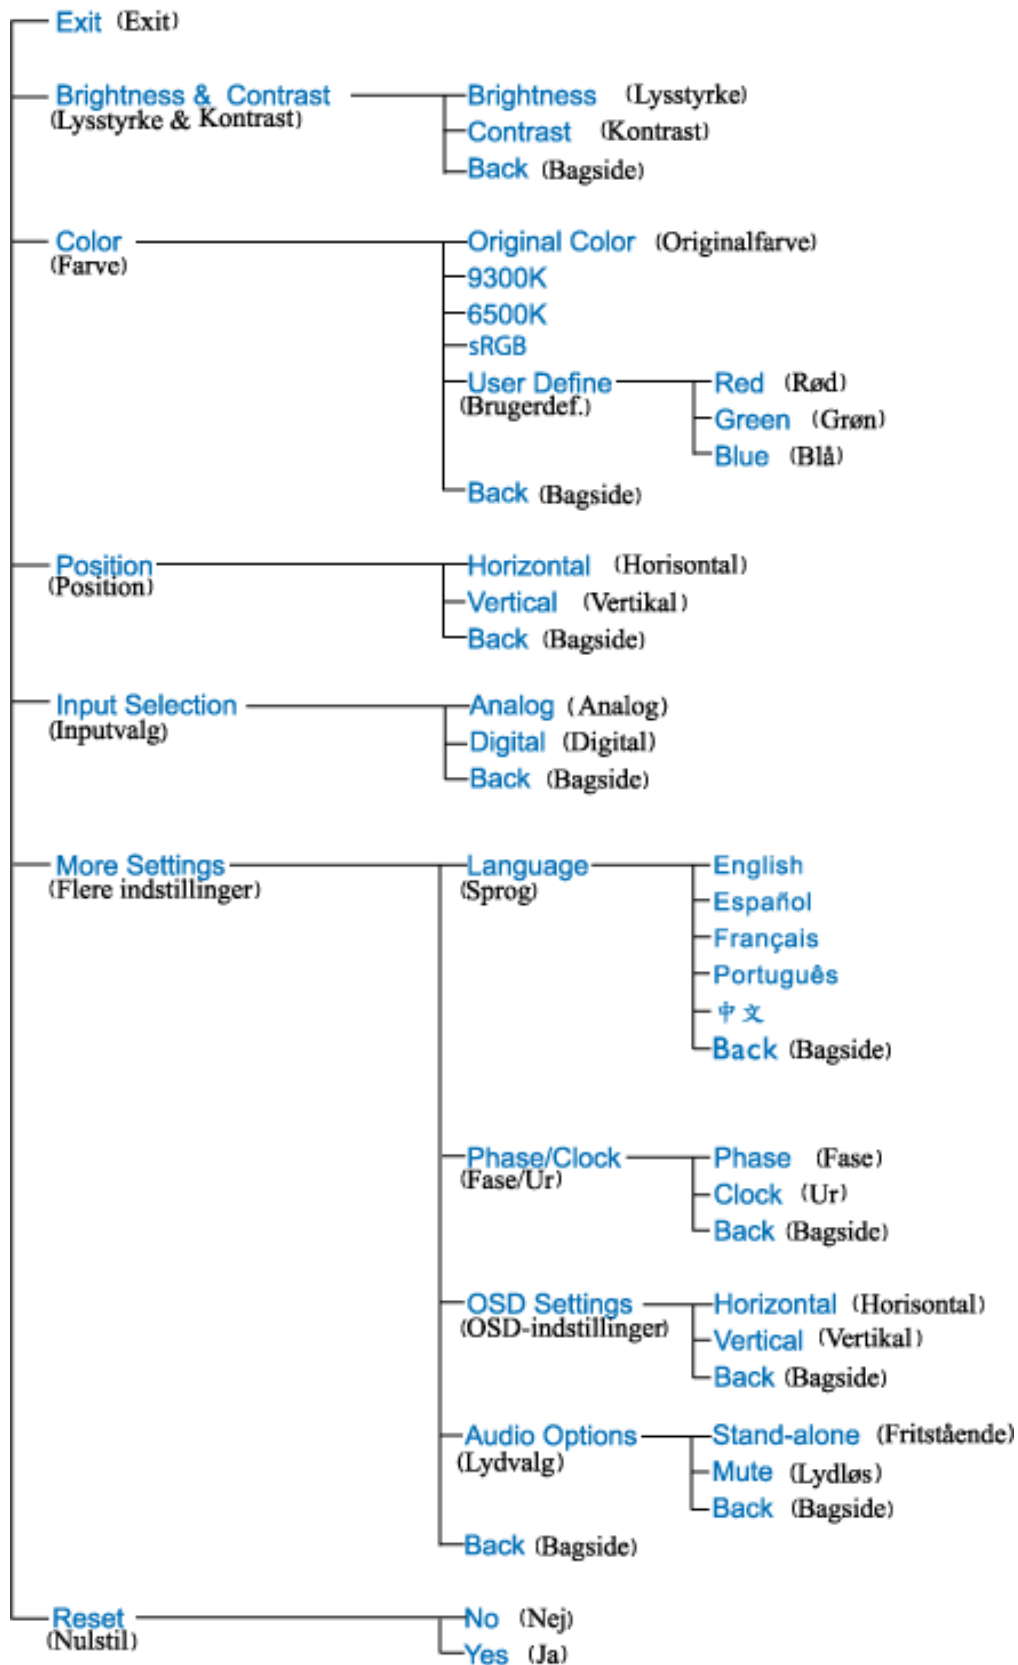 Exit (Exit)
Brightness & Contrast
(Lysstyrke & Kontrast)
Brightness (Lysstyrke)
Contrast (Kontrast)
Back (Bagside)
Color
(Farve)
Original Color (Originalfarve)
9300K
6500K
sRGB
User Define
(Brugerdef.)
Red (Rød)
Green (Grøn)
Blue (Blå)
Back (Bagside)
Position
(Position)
Horizontal (Horisontal)
Vertical (Vertikal)
Back (Bagside)
Input Selection
(Inputvalg)
Analog (Analog)
Digital (Digital)
Back (Bagside)
More Settings
(Flere indstillinger)
Language
(Sprog)
English
Español
Français
Português
中文
Back (Bagside)
Phase/Clock
(Fase/Ur)
Phase (Fase)
Clock (Ur)
Back (Bagside)
OSD Settings
(OSD-indstillinger)
Horizontal (Horisontal)
Vertical (Vertikal)
Back (Bagside)
Audio Options
(Lydvalg)
Stand-alone (Fritstående)
Mute (Lydløs)
Back (Bagside)
Back (Bagside)
Reset
(Nulstil)
No (Nej)
Yes (Ja)